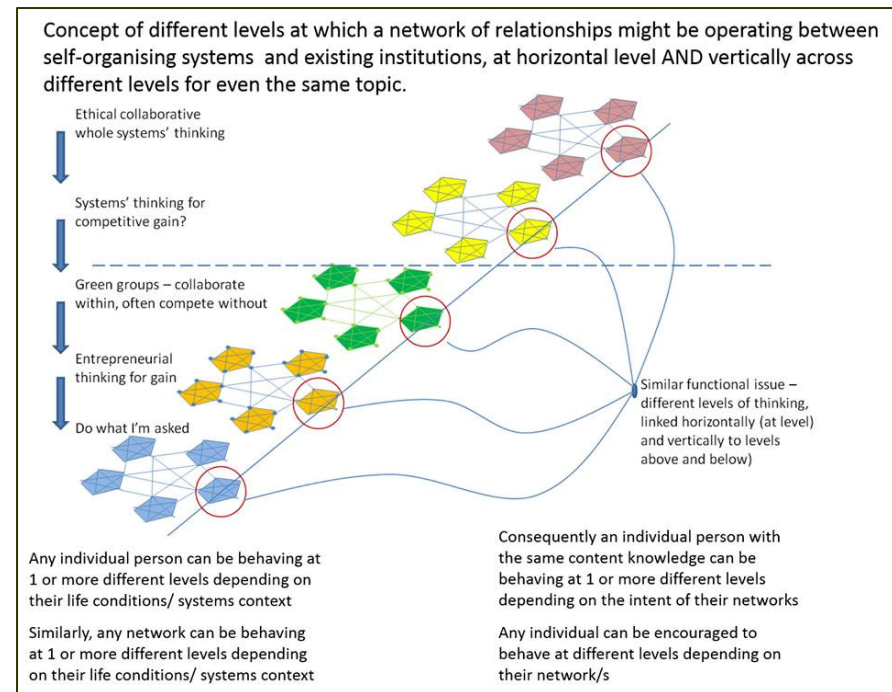 Concept of different levels at which a network of relationships might be operating between
self-organising systems and existing institutions, at horizontal level AND vertically across
different levels for even the same topic.
Ethical collaborative
whole systems' thinking
Systems' thinking for
competitive gain?
Green groups – collaborate
within, often compete without
Entrepreneurial
thinking for gain
Do what I'm asked
Similar functional issue –
different levels of thinking,
linked horizontally (at level)
and vertically to levels
above and below)
Any individual person can be behaving at
1 or more different levels depending on
their life conditions/ systems context
Similarly, any network can be behaving
at 1 or more different levels depending
on their life conditions/ systems context
Consequently an individual person with
the same content knowledge can be
behaving at 1 or more different levels
depending on the intent of their networks
Any individual can be encouraged to
behave at different levels depending on
their network/s